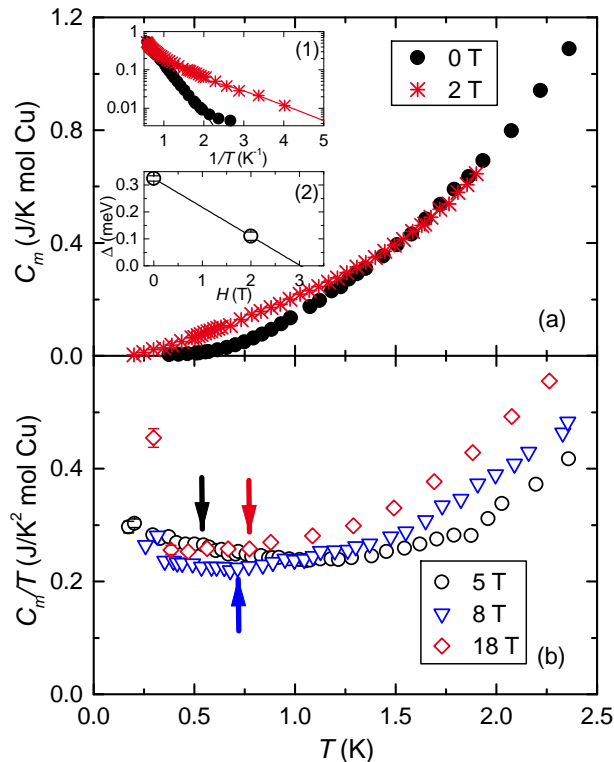 1.2
0.8
0.4
0.0
C_m (J/K mol Cu)
1
0.1
0.01
(1)
1 2 3 4 5
1/T (K⁻¹)
0.3
0.2
0.1
0.0
Δ (meV)
(2)
0 1 2 3
H (T)
0 T
2 T
(a)
0.6
0.4
0.2
0.0
C_m/T (J/K² mol Cu)
5 T
8 T
18 T
(b)
0.0 0.5 1.0 1.5 2.0 2.5
T (K)